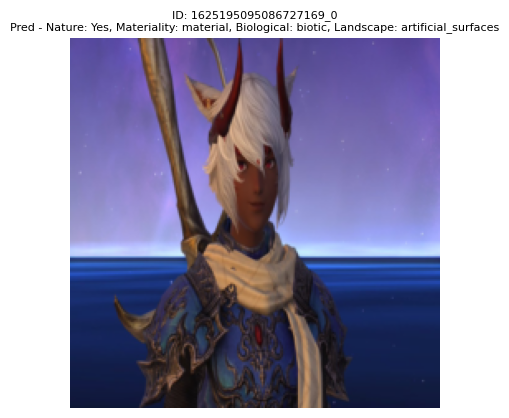 ID: 1625195095086727169_0
Pred - Nature: Yes, Materiality: material, Biological: biotic, Landscape: artificial_surfaces